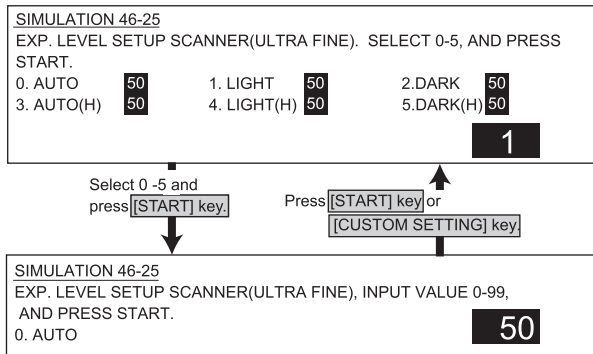 SIMULATION 46-25
EXP. LEVEL SETUP SCANNER(ULTRA FINE). SELECT 0-5, AND PRESS
START.
0. AUTO 50 1. LIGHT 50 2.DARK 50
3. AUTO(H) 50 4. LIGHT(H) 50 5.DARK(H) 50
1
Select 0 -5 and
press [START] key.
Press [START] key or
[CUSTOM SETTING] key.
SIMULATION 46-25
EXP. LEVEL SETUP SCANNER(ULTRA FINE), INPUT VALUE 0-99,
AND PRESS START.
0. AUTO 50